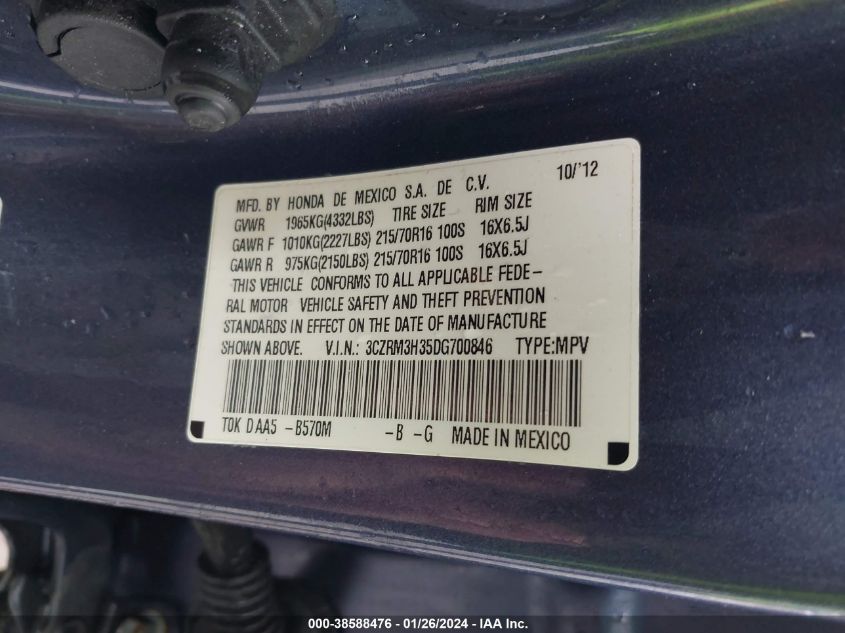 MFD. BY HONDA DE MEXICO S.A. DE C.V. 10/'12
GVWR 1965KG(4332LBS) TIRE SIZE RIM SIZE
GAWR F 1010KG(2227LBS) 215/70R16 100S 16X6.5J
GAWR R 975KG(2150LBS) 215/70R16 100S 16X6.5J
THIS VEHICLE CONFORMS TO ALL APPLICABLE FEDE-
RAL MOTOR VEHICLE SAFETY AND THEFT PREVENTION
STANDARDS IN EFFECT ON THE DATE OF MANUFACTURE
SHOWN ABOVE. V.I.N.: 3CZRM3H35DG700846 TYPE:MPV
TOK D AA5 -B570M -B -G MADE IN MEXICO
000-38588476 - 01/26/2024 - IAA Inc.